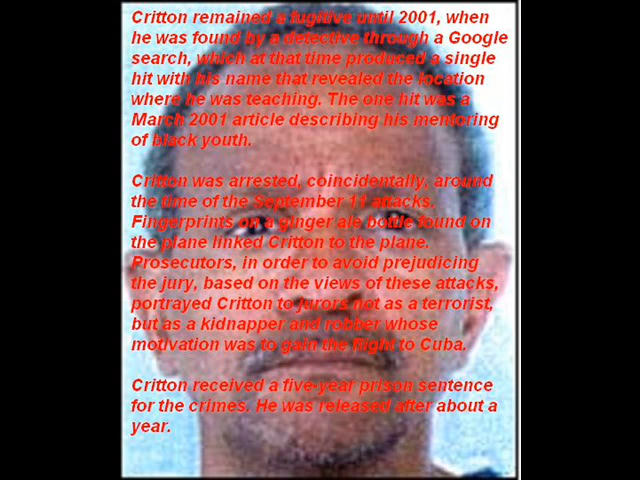 Critton remained a fugitive until 2001, when
he was found by a detective through a Google
search, which at that time produced a single
hit with his name that revealed the location
where he was teaching. The one hit was a
March 2001 article describing his mentoring
of black youth.
Critton was arrested, coincidentally, around
the time of the September 11 attacks.
Fingerprints on a ginger ale bottle found on
the plane linked Critton to the plane.
Prosecutors, in order to avoid prejudicing
the jury, based on the views of these attacks,
portrayed Critton to jurors not as a terrorist,
but as a kidnapper and robber whose
motivation was to gain the flight to Cuba.
Critton received a five-year prison sentence
for the crimes. He was released after about a
year.